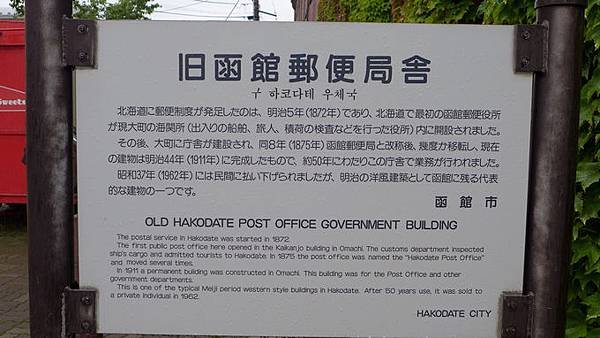 旧函館郵便局舎
구 하코다테 우체국
北海道に郵便制度が発足したのは、明治5年(1872年)であり、北海道で最初の函館郵便役所
が現大町の海関所(出入りの船舶、旅人、積荷の検査などを行った役所)内に開設されました。
その後、大町に庁舎が建設され、同8年(1875年)函館郵便局と改称後、幾度か移転し、現在
の建物は明治44年(1911年)に完成したもので、約50年にわたりこの庁舎で業務が行われました。
昭和37年(1962年)には民間に払い下げられましたが、明治の洋風建築として函館に残る代表
的な建物の一つです。
函館市
OLD HAKODATE POST OFFICE GOVERNMENT BUILDING
The postal service in Hakodate was started in 1872.
The first public post office here opened in the Kaikanjo building in Omachi. The customs department inspected
ship's cargo and admitted tourists to Hakodate. In 1875 the post office was named the "Hakodate Post Office"
and moved several times.
In 1911 a permanent building was constructed in Omachi. This building was for the Post Office and other
government departments.
This is one of the typical Meiji period western style buildings in Hakodate. After 50 years use, it was sold to
a private individual in 1962.
HAKODATE CITY
Sweets